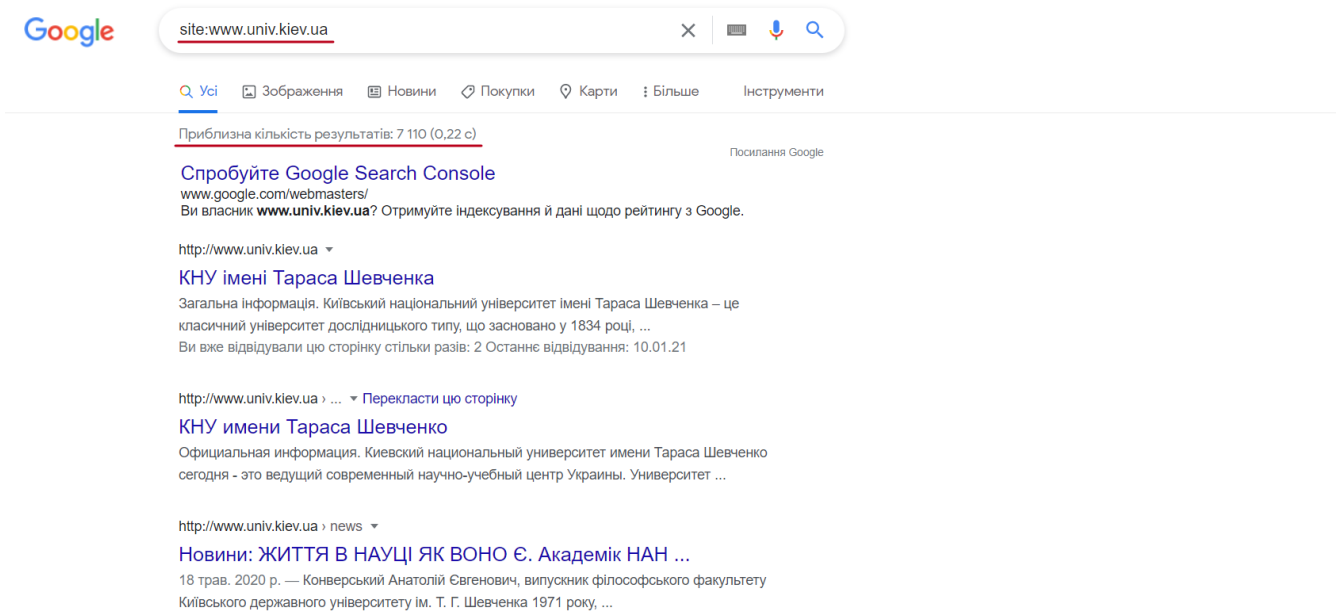 Google
site:www.univ.kiev.ua
Усі Зображення Новини Покупки Карти Більше Інструменти
Приблизна кількість результатів: 7 110 (0,22 с)
Посилання Google
Спробуйте Google Search Console
www.google.com/webmasters/
Ви власник www.univ.kiev.ua? Отримуйте індексування й дані щодо рейтингу з Google.
http://www.univ.kiev.ua
КНУ імені Тараса Шевченка
Загальна інформація. Київський національний університет імені Тараса Шевченка – це
класичний університет дослідницького типу, що засновано у 1834 році, ...
Ви вже відвідували цю сторінку стільки разів: 2 Останнє відвідування: 10.01.21
http://www.univ.kiev.ua › ... Перекласти цю сторінку
КНУ имени Тараса Шевченко
Официальная информация. Киевский национальный университет имени Тараса Шевченко
сегодня - это ведущий современный научно-учебный центр Украины. Университет ...
http://www.univ.kiev.ua › news
Новини: ЖИТТЯ В НАУЦІ ЯК ВОНО Є. Академік НАН ...
18 трав. 2020 р. — Конверський Анатолій Євгенович, випускник філософського факультету
Київського державного університету ім. Т. Г. Шевченка 1971 року, ...